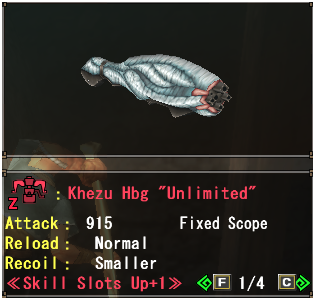 Z : Khezu Hbg "Unlimited"
Attack : 915 Fixed Scope
Reload : Normal
Recoil : Smaller
≪Skill Slots Up+1≫ F 1/4 C